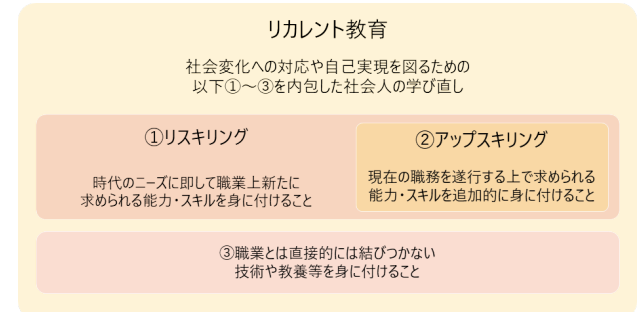 リカレント教育
社会変化への対応や自己実現を図るための
以下①～③を内包した社会人の学び直し
①リスキリング
時代のニーズに即して職業上新たに
求められる能力・スキルを身に付けること
②アップスキリング
現在の職務を遂行する上で求められる
能力・スキルを追加的に身に付けること
③職業とは直接的には結びつかない
技術や教養等を身に付けること